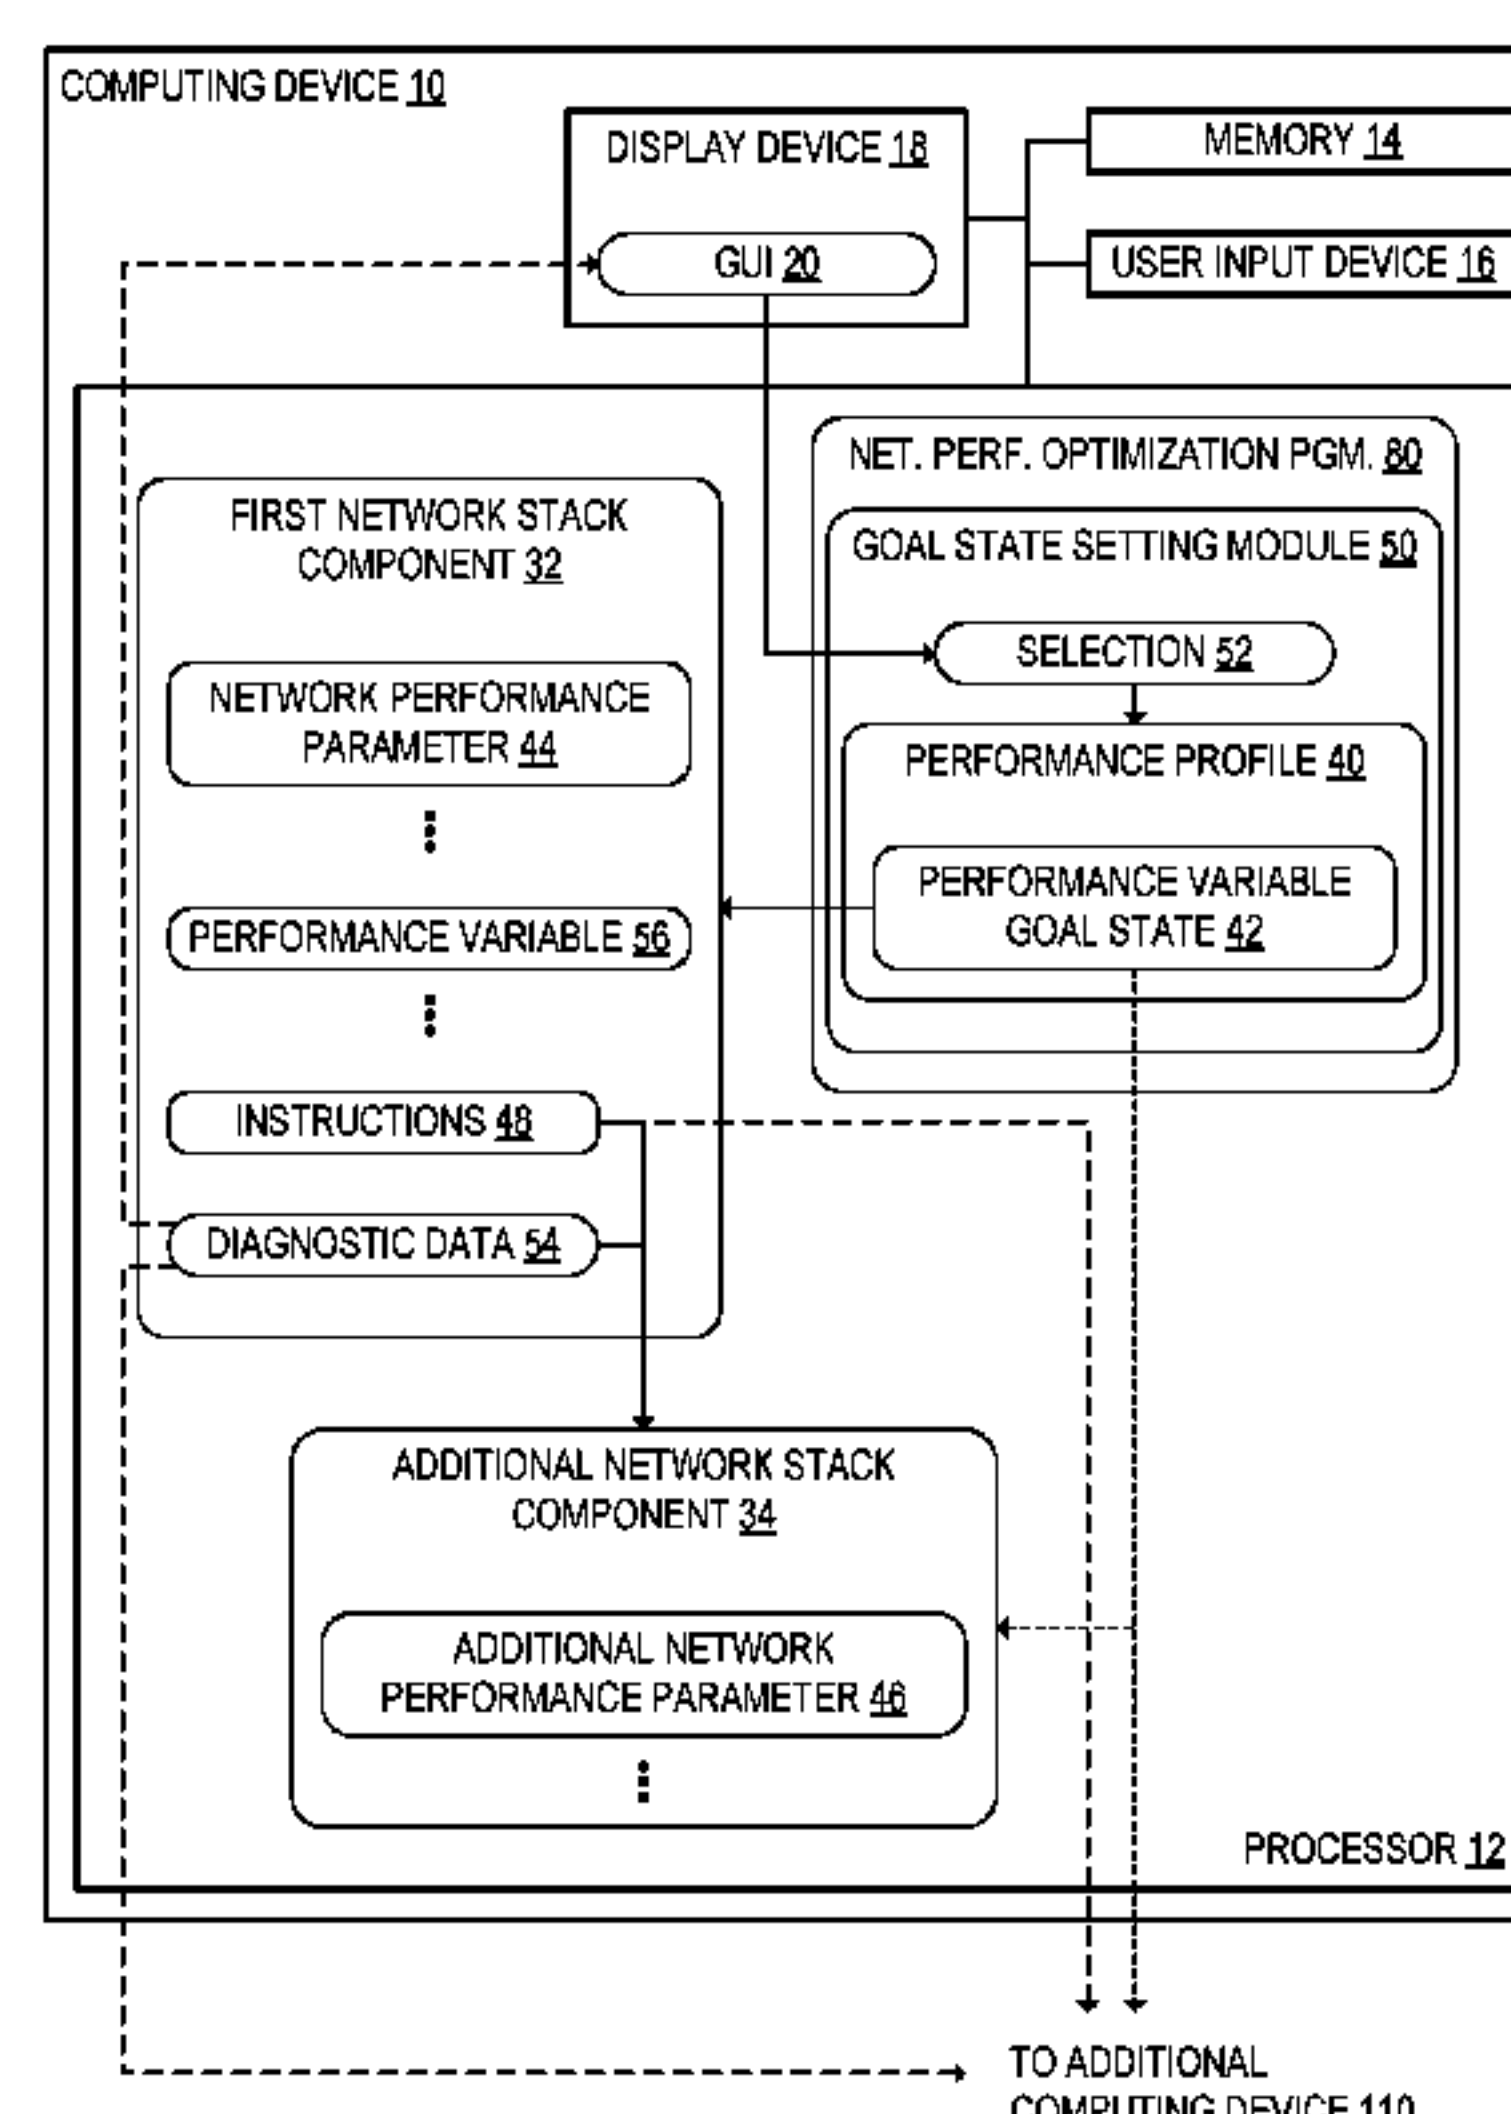 COMPUTING DEVICE 10
DISPLAY DEVICE 18
MEMORY 14
GUI 20
USER INPUT DEVICE 16
NET. PERF. OPTIMIZATION PGM. 80
FIRST NETWORK STACK
COMPONENT 32
GOAL STATE SETTING MODULE 50
SELECTION 52
NETWORK PERFORMANCE
PARAMETER 44
PERFORMANCE PROFILE 40
PERFORMANCE VARIABLE
GOAL STATE 42
PERFORMANCE VARIABLE 56
INSTRUCTIONS 48
DIAGNOSTIC DATA 54
ADDITIONAL NETWORK STACK
COMPONENT 34
ADDITIONAL NETWORK
PERFORMANCE PARAMETER 46
PROCESSOR 12
TO ADDITIONAL
COMPUTING DEVICE 110